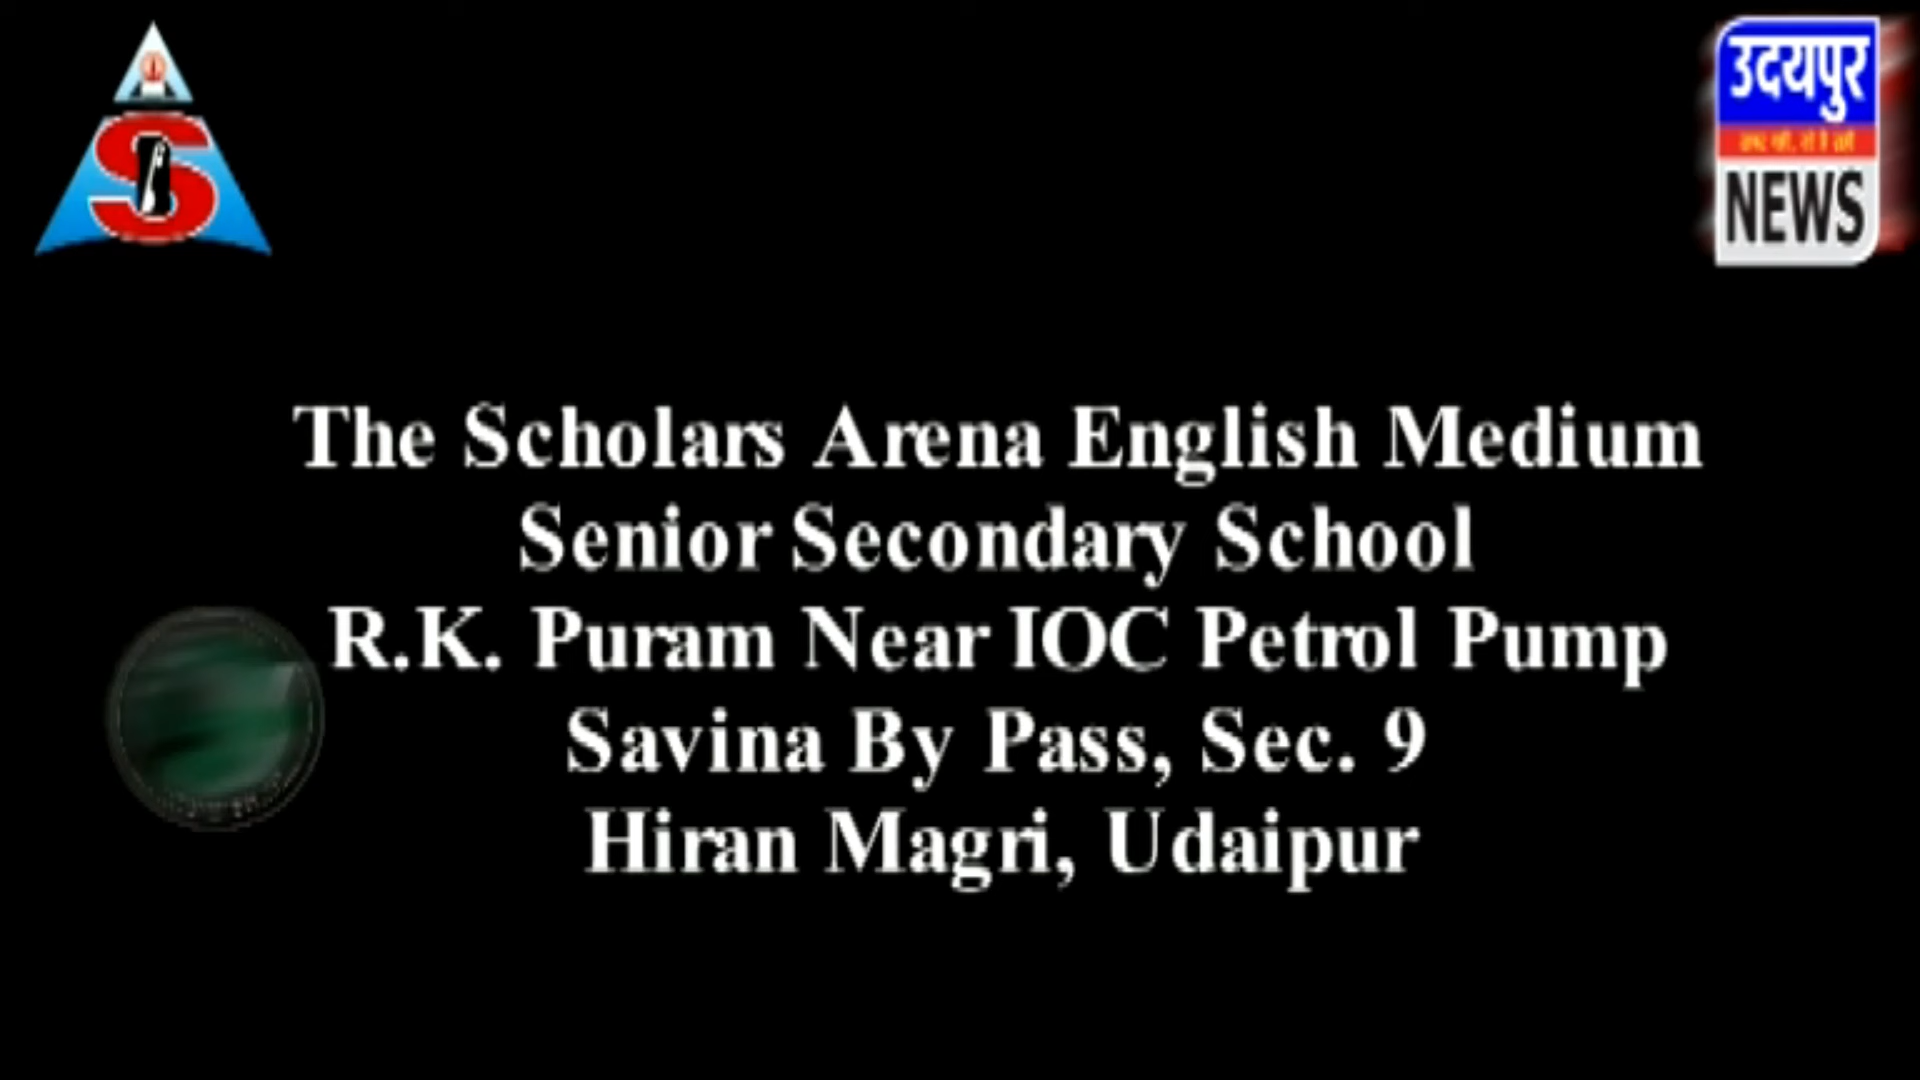 उदयपुर
NEWS
S
The Scholars Arena English Medium
Senior Secondary School
R.K. Puram Near IOC Petrol Pump
Savina By Pass, Sec. 9
Hiran Magri, Udaipur